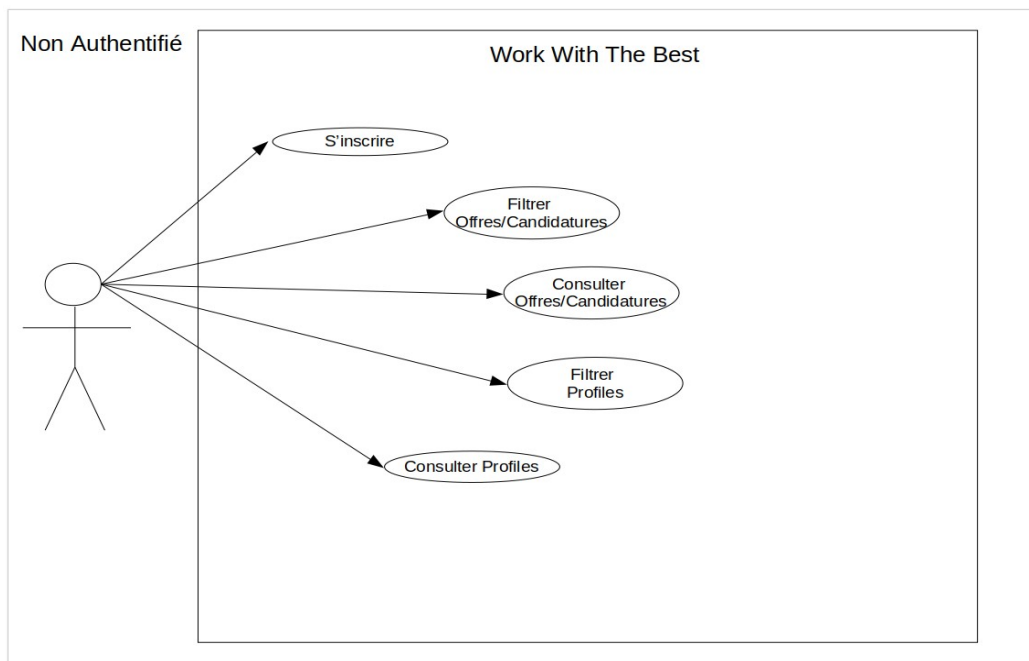 Non Authentifié
Work With The Best
S'inscrire
Filtrer
Offres/Candidatures
Consulter
Offres/Candidatures
Filtrer
Profiles
Consulter Profiles